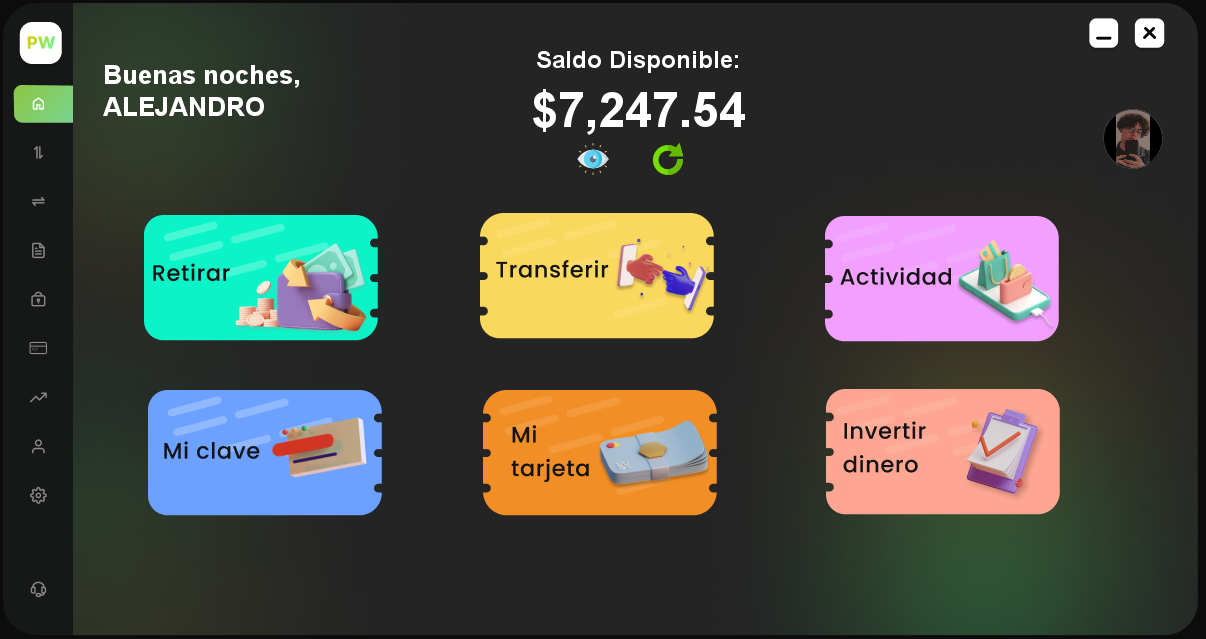 PW
Buenas noches,
ALEJANDRO
Saldo Disponible:
$7,247.54
Retirar
Transferir
Actividad
Mi clave
Mi
tarjeta
Invertir
dinero